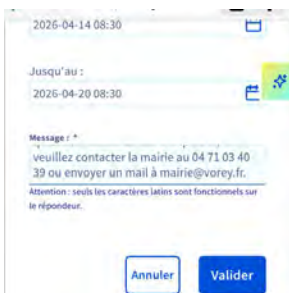 2026-04-14 08:30
Jusqu'au :
2026-04-20 08:30
Message : *
veuillez contacter la mairie au 04 71 03 40
39 ou envoyer un mail à mairie@vorey.fr.
Attention : seuls les caractères latins sont fonctionnels sur
le répondeur.
Annuler
Valider